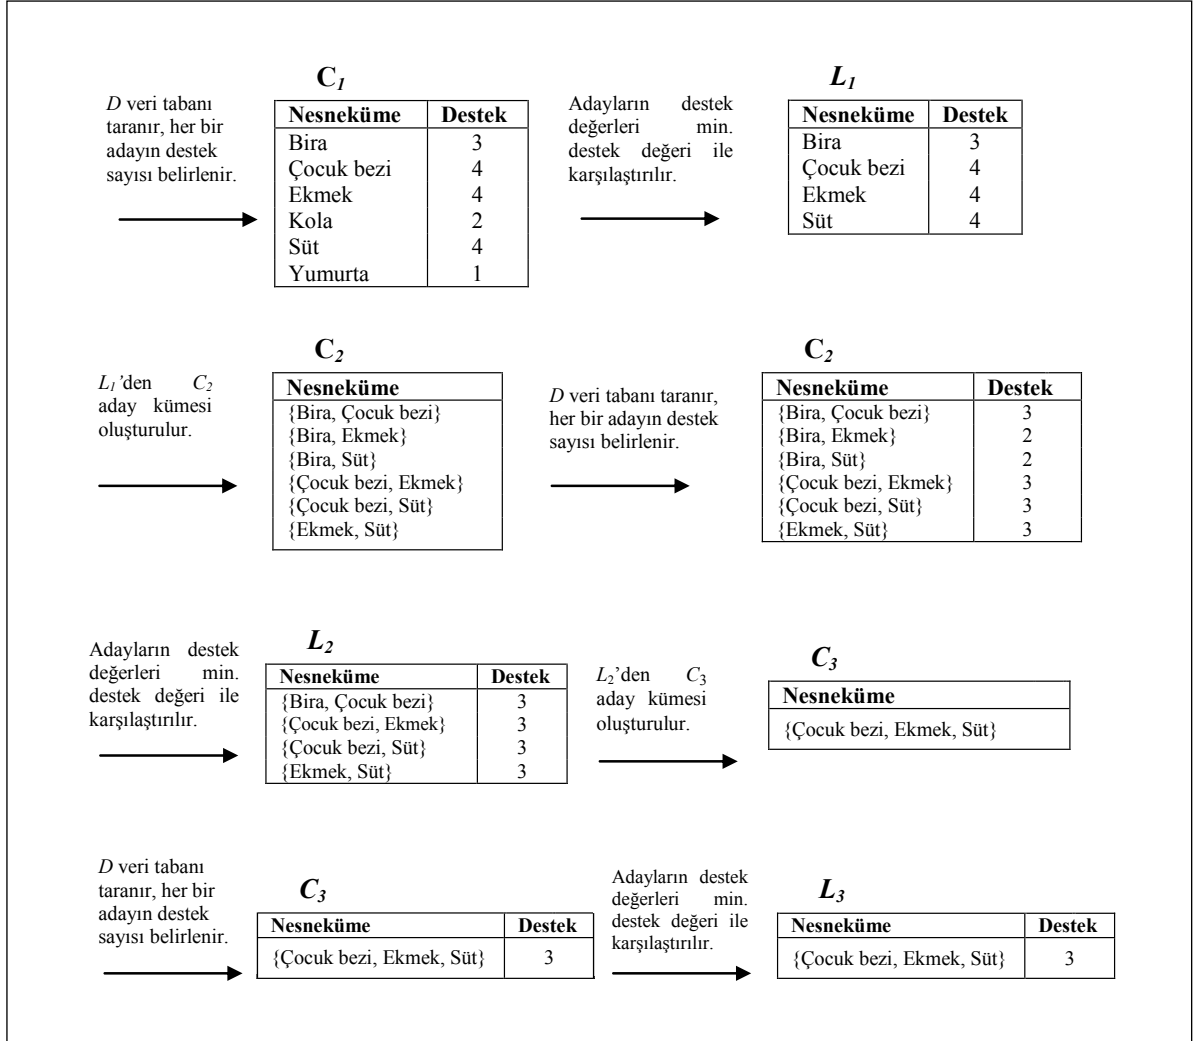 C1
D veri tabanı
taranır, her bir
adayın destek
sayısı belirlenir.
Nesneküme Destek
Bira 3
Çocuk bezi 4
Ekmek 4
Kola 2
Süt 4
Yumurta 1
Adayların destek
değerleri min.
destek değeri ile
karşılaştırılır.
L1
Nesneküme Destek
Bira 3
Çocuk bezi 4
Ekmek 4
Süt 4
L1’den C2
aday kümesi
oluşturulur.
C2
Nesneküme
{Bira, Çocuk bezi}
{Bira, Ekmek}
{Bira, Süt}
{Çocuk bezi, Ekmek}
{Çocuk bezi, Süt}
{Ekmek, Süt}
D veri tabanı taranır,
her bir adayın destek
sayısı belirlenir.
C2
Nesneküme Destek
{Bira, Çocuk bezi} 3
{Bira, Ekmek} 2
{Bira, Süt} 2
{Çocuk bezi, Ekmek} 3
{Çocuk bezi, Süt} 3
{Ekmek, Süt} 3
Adayların destek
değerleri min.
destek değeri ile
karşılaştırılır.
L2
Nesneküme Destek
{Bira, Çocuk bezi} 3
{Çocuk bezi, Ekmek} 3
{Çocuk bezi, Süt} 3
{Ekmek, Süt} 3
L2’den C3
aday kümesi
oluşturulur.
C3
Nesneküme
{Çocuk bezi, Ekmek, Süt}
D veri tabanı
taranır, her bir
adayın destek
sayısı belirlenir.
C3
Nesneküme Destek
{Çocuk bezi, Ekmek, Süt} 3
Adayların destek
değerleri min.
destek değeri ile
karşılaştırılır.
L3
Nesneküme Destek
{Çocuk bezi, Ekmek, Süt} 3